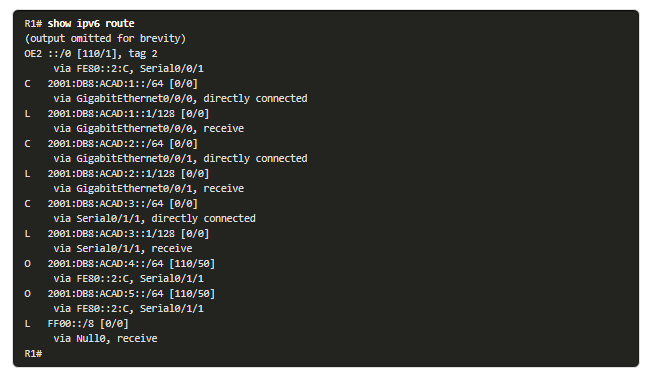 R1# show ipv6 route
(output omitted for brevity)
OE2 ::/0 [110/1], tag 2
via FE80::2:C, Serial0/0/1
C 2001:DB8:ACAD:1::/64 [0/0]
via GigabitEthernet0/0/0, directly connected
L 2001:DB8:ACAD:1::1/128 [0/0]
via GigabitEthernet0/0/0, receive
C 2001:DB8:ACAD:2::/64 [0/0]
via GigabitEthernet0/0/1, directly connected
L 2001:DB8:ACAD:2::1/128 [0/0]
via GigabitEthernet0/0/1, receive
C 2001:DB8:ACAD:3::/64 [0/0]
via Serial0/1/1, directly connected
L 2001:DB8:ACAD:3::1/128 [0/0]
via Serial0/1/1, receive
O 2001:DB8:ACAD:4::/64 [110/50]
via FE80::2:C, Serial0/1/1
O 2001:DB8:ACAD:5::/64 [110/50]
via FE80::2:C, Serial0/1/1
L FF00::/8 [0/0]
via Null0, receive
R1#